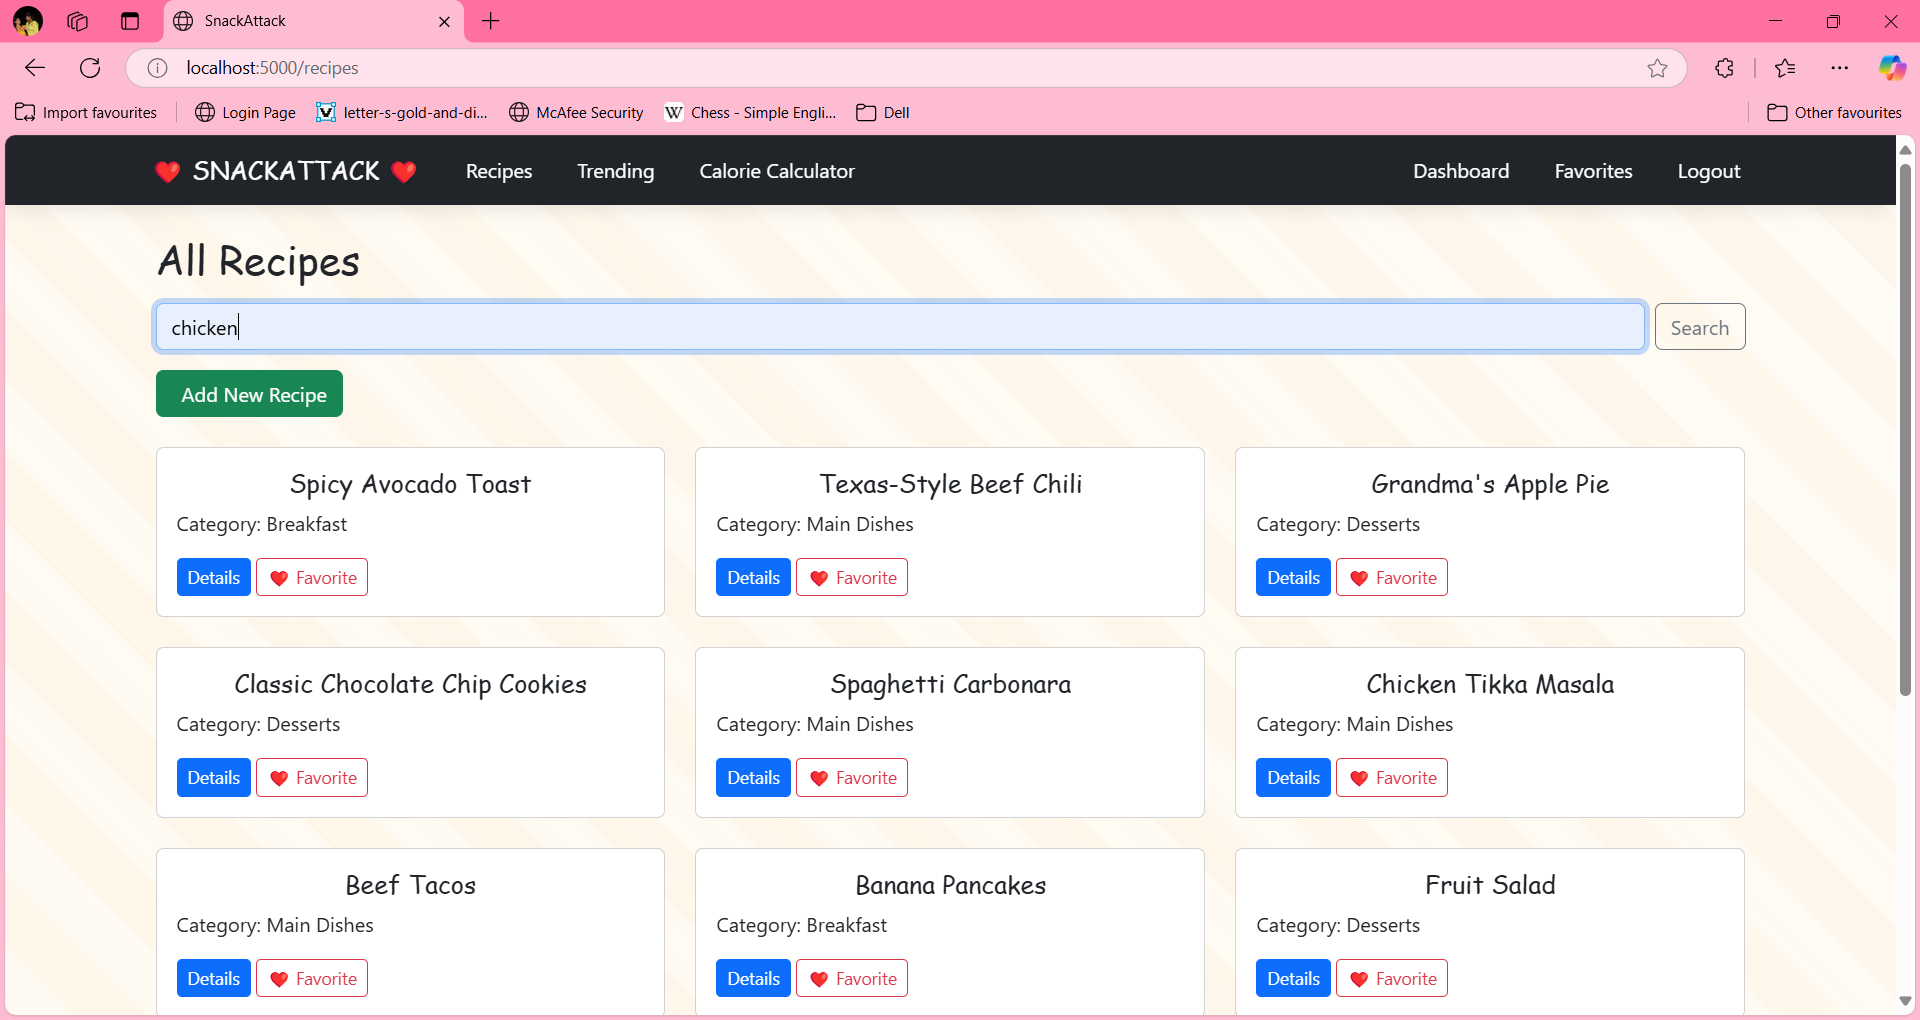 SnackAttack
localhost:5000/recipes
Import favourites
Login Page
letter-s-gold-and-di...
McAfee Security
Chess - Simple Engli...
Dell
Other favourites
SNACKATTACK
Recipes
Trending
Calorie Calculator
Dashboard
Favorites
Logout
All Recipes
chicken
Search
Add New Recipe
Spicy Avocado Toast
Category: Breakfast
Details
Favorite
Texas-Style Beef Chili
Category: Main Dishes
Details
Favorite
Grandma's Apple Pie
Category: Desserts
Details
Favorite
Classic Chocolate Chip Cookies
Category: Desserts
Details
Favorite
Spaghetti Carbonara
Category: Main Dishes
Details
Favorite
Chicken Tikka Masala
Category: Main Dishes
Details
Favorite
Beef Tacos
Category: Main Dishes
Details
Favorite
Banana Pancakes
Category: Breakfast
Details
Favorite
Fruit Salad
Category: Desserts
Details
Favorite